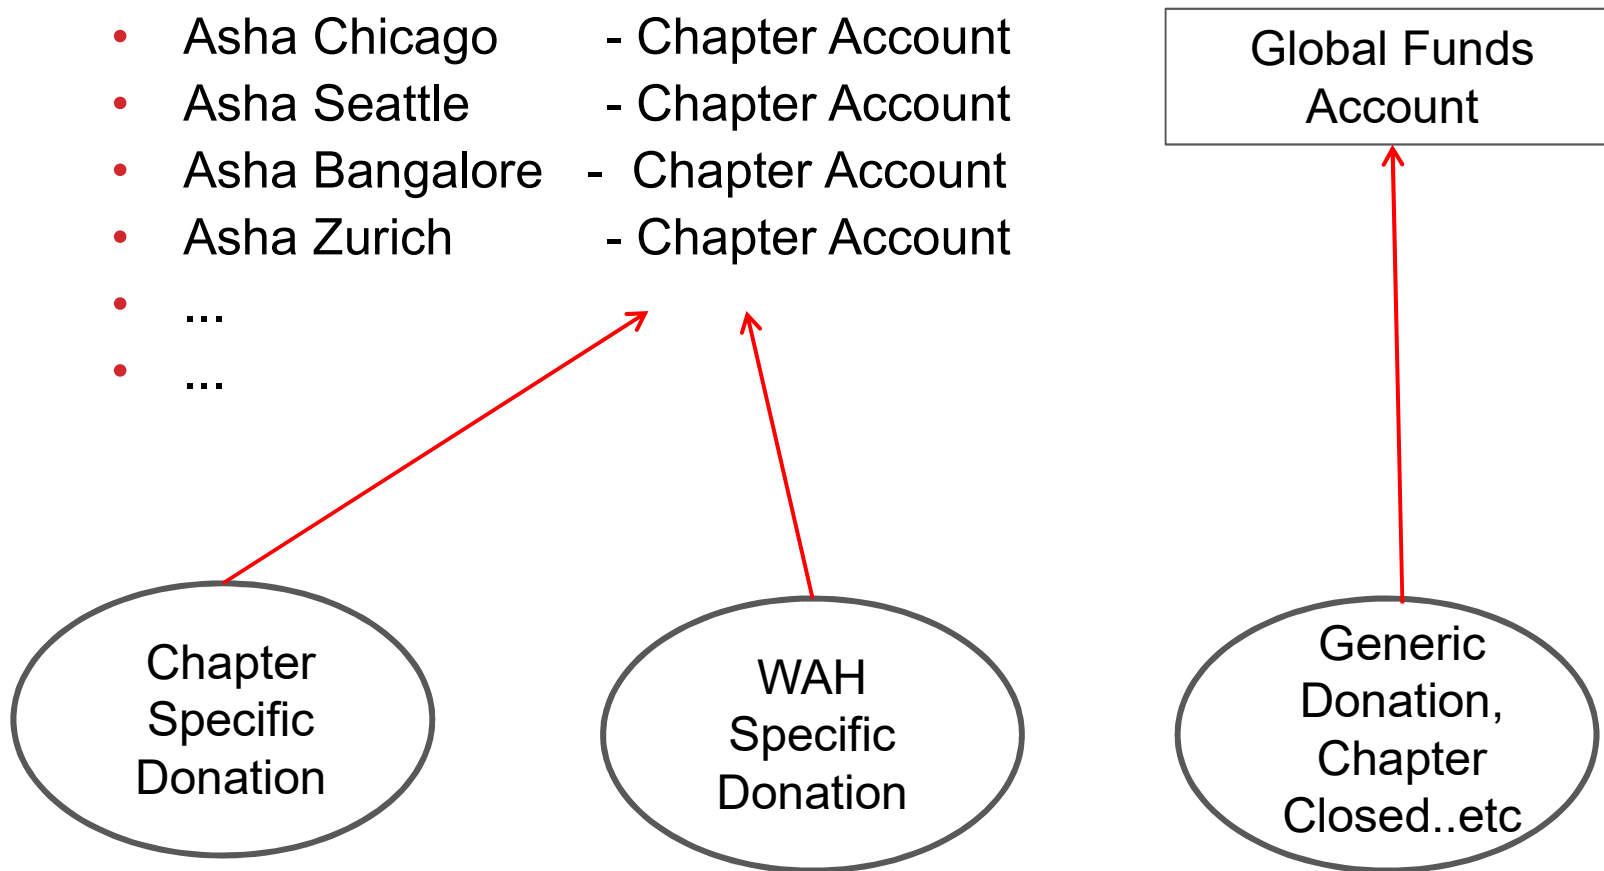 • Asha Chicago - Chapter Account
• Asha Seattle - Chapter Account
• Asha Bangalore - Chapter Account
• Asha Zurich - Chapter Account
• ...
• ...
Global Funds
Account
Chapter
Specific
Donation
WAH
Specific
Donation
Generic
Donation,
Chapter
Closed..etc